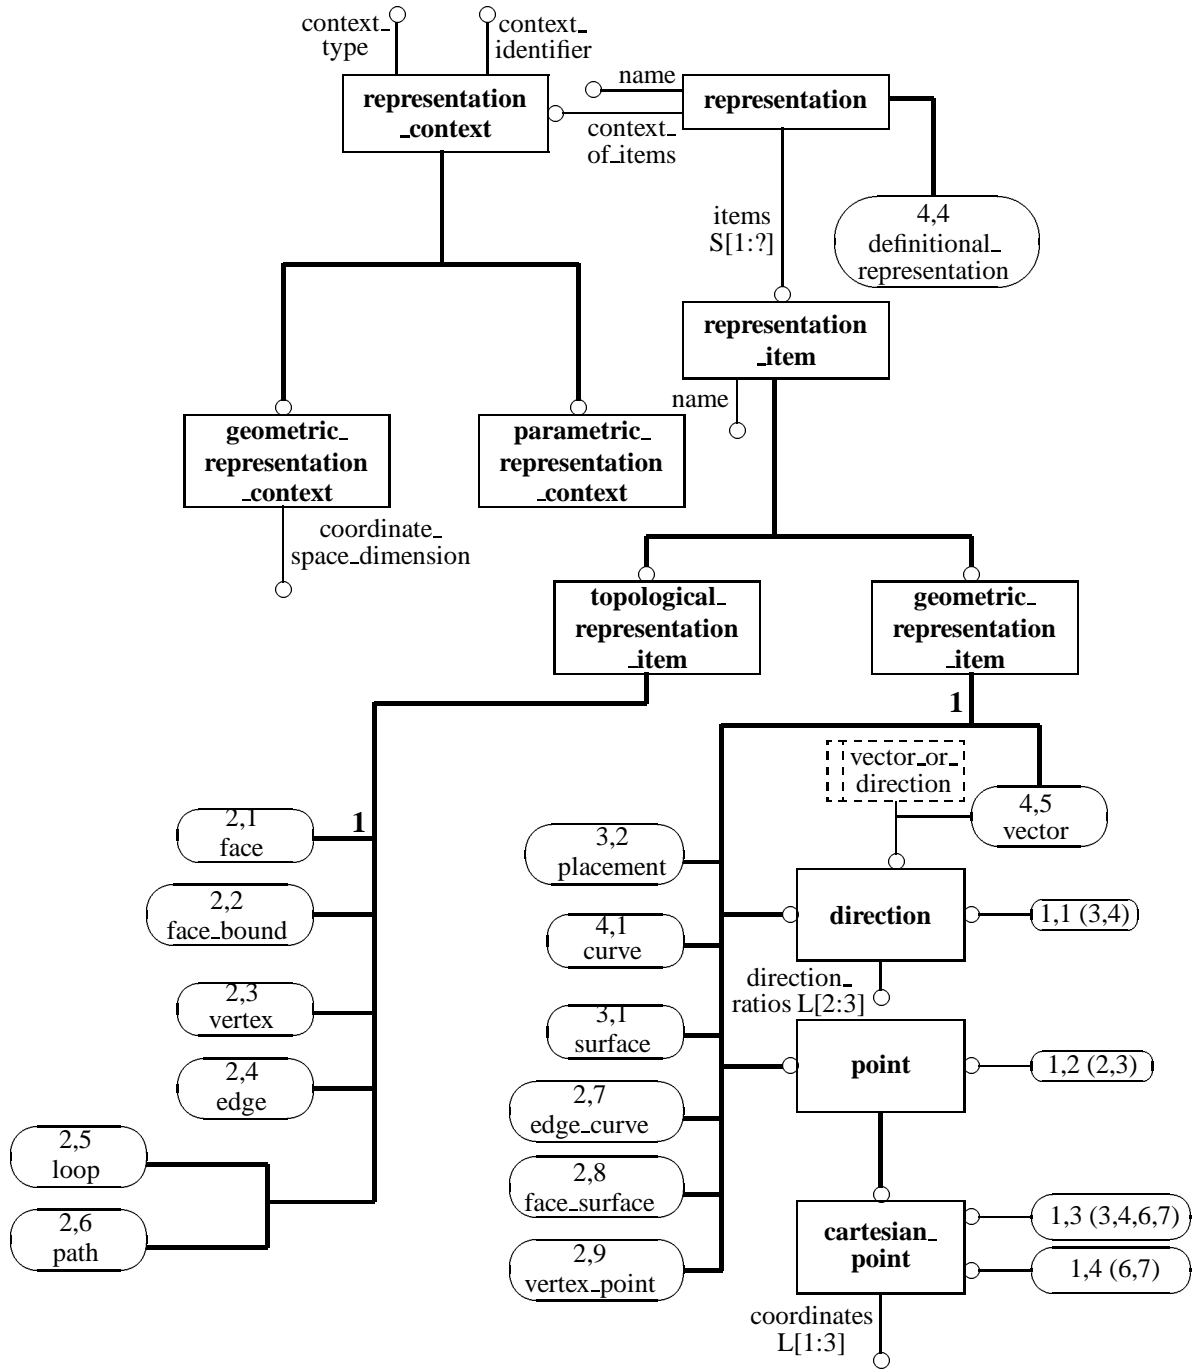 context_
type
context_
identifier
name
representation
_context
representation
context_
of_items
items
S[1:?]
4,4
definitional_
representation
representation
_item
name
geometric_
representation
_context
parametric_
representation
_context
coordinate_
space_dimension
topological_
representation
_item
geometric_
representation
_item
1
vector_or_
direction
4,5
vector
2,1
face
1
3,2
placement
2,2
face_bound
direction
1,1 (3,4)
4,1
curve
direction_
ratios L[2:3]
2,3
vertex
3,1
surface
point
1,2 (2,3)
2,4
edge
2,7
edge_curve
2,5
loop
2,8
face_surface
2,6
path
cartesian_
point
1,3 (3,4,6,7)
1,4 (6,7)
2,9
vertex_point
coordinates
L[1:3]